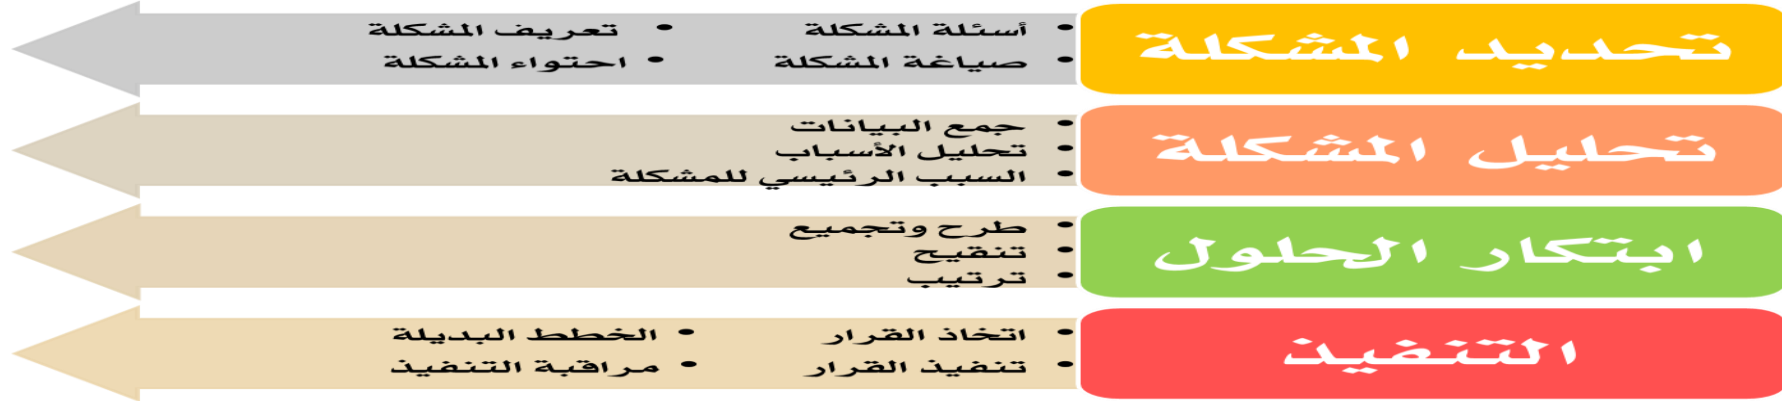 تحديد المشكلة
• أسئلة المشكلة • تعريف المشكلة
• صياغة المشكلة • احتواء المشكلة
تحليل المشكلة
• جمع البيانات
• تحليل الأسباب
• السبب الرئيسي للمشكلة
ابتكار الحلول
• طرح وتجميع
• تنقيح
• ترتيب
التنفيذ
• اتخاذ القرار • الخطط البديلة
• تنفيذ القرار • مراقبة التنفيذ